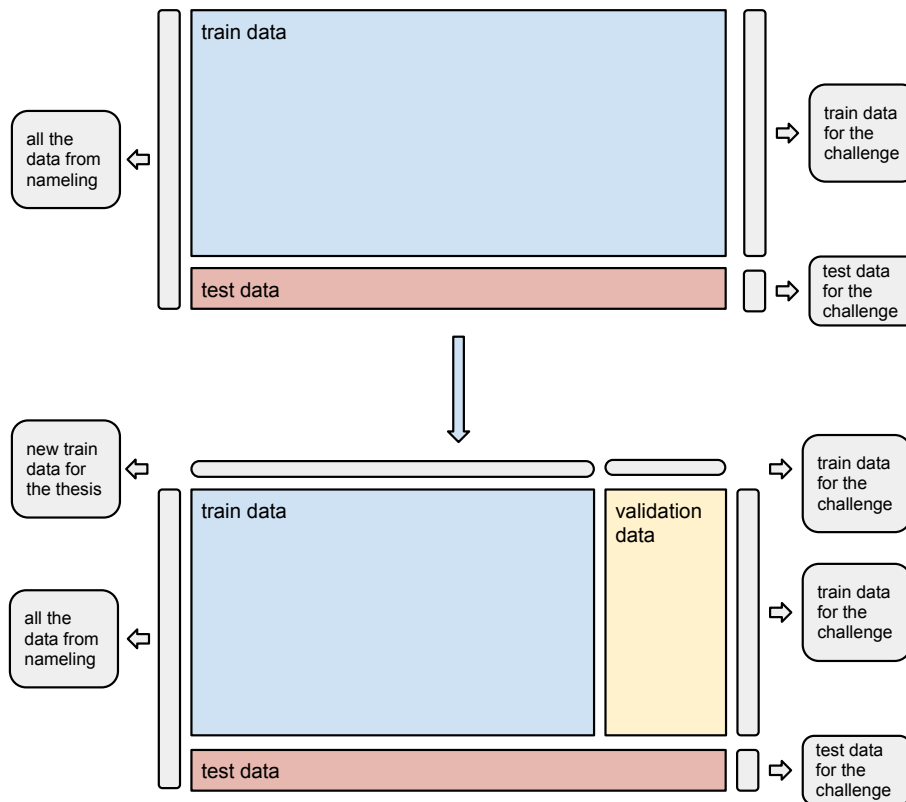 train data
all the
data from
nameling
train data
for the
challenge
test data
test data
for the
challenge
new train
data for
the thesis
train data
for the
challenge
train data
validation
data
all the
data from
nameling
train data
for the
challenge
test data
test data
for the
challenge